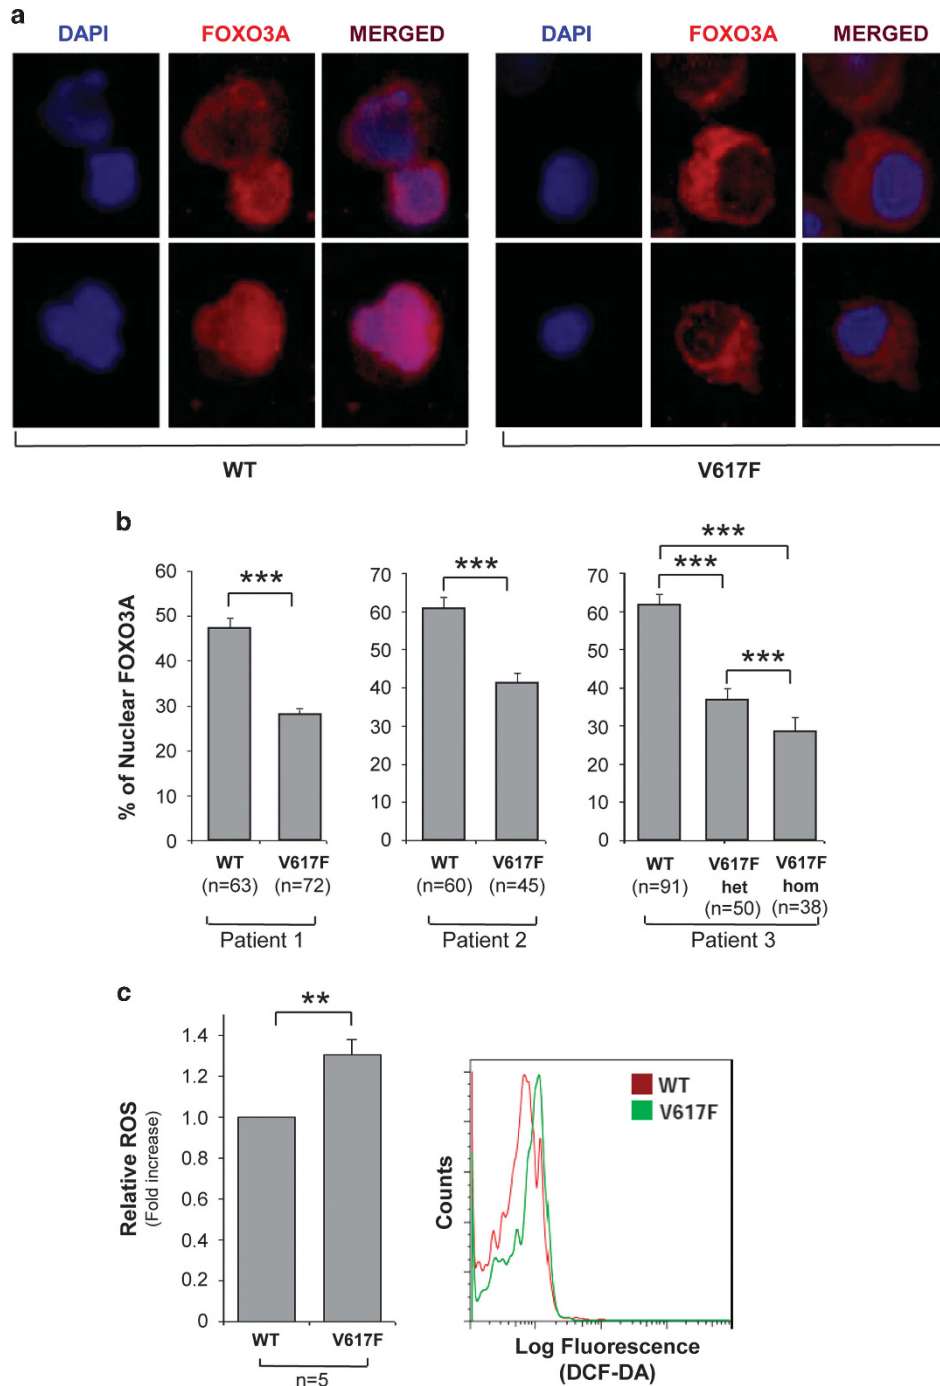 a
DAPI FOXO3A MERGED DAPI FOXO3A MERGED
WT V617F
b
% of Nuclear FOXO3A
60
50
40
30
20
10
0
*** 
WT V617F
(n=63) (n=72)
Patient 1
70
60
50
40
30
20
10
0
***
WT V617F
(n=60) (n=45)
Patient 2
70
60
50
40
30
20
10
0
***
***
***
WT V617F V617F
(n=91) het hom
(n=50) (n=38)
Patient 3
c
Relative ROS
(Fold increase)
1.4
1.2
1.0
0.8
0.6
0.4
0.2
0
**
WT V617F
n=5
Counts
WT
V617F
Log Fluorescence
(DCF-DA)